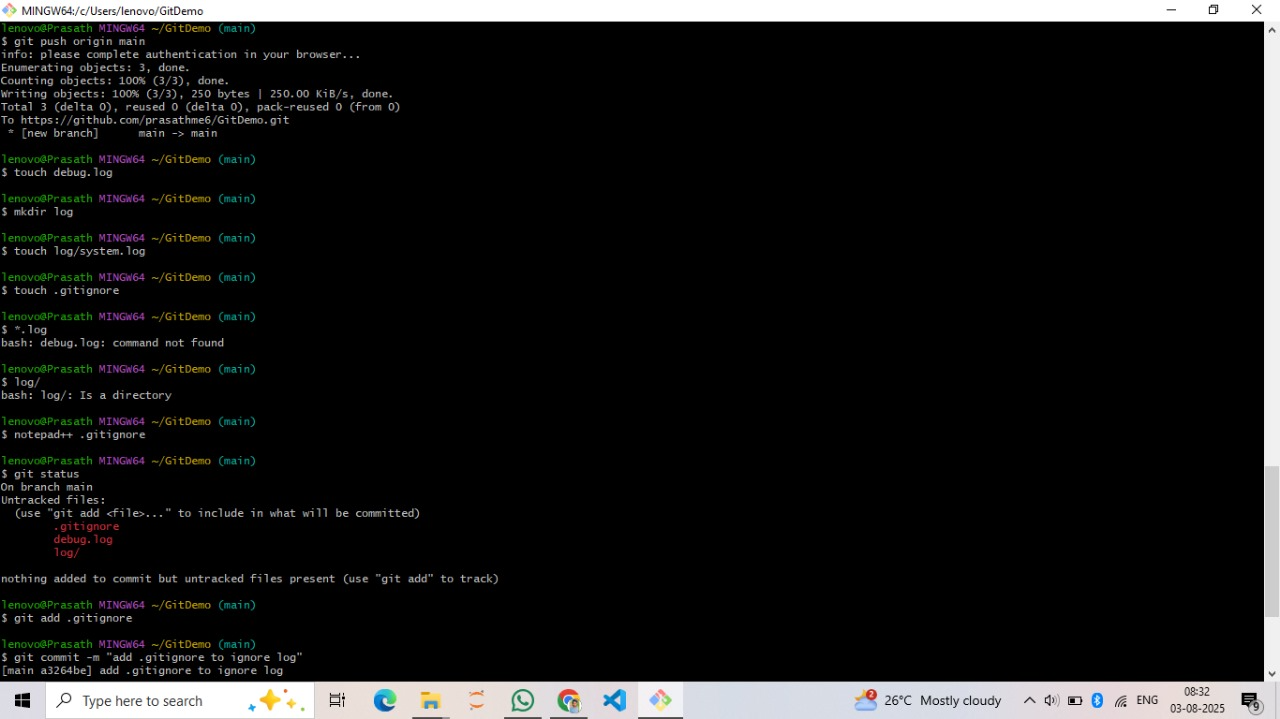 MINGW64:/c/Users/lenovo/GitDemo
lenovo@Prasath MINGW64 ~/GitDemo (main)
$ git push origin main
info: please complete authentication in your browser...
Enumerating objects: 3, done.
Counting objects: 100% (3/3), done.
Writing objects: 100% (3/3), 250 bytes | 250.00 KiB/s, done.
Total 3 (delta 0), reused 0 (delta 0), pack-reused 0 (from 0)
To https://github.com/prasathme6/GitDemo.git
 * [new branch]      main -> main
lenovo@Prasath MINGW64 ~/GitDemo (main)
$ touch debug.log
lenovo@Prasath MINGW64 ~/GitDemo (main)
$ mkdir log
lenovo@Prasath MINGW64 ~/GitDemo (main)
$ touch log/system.log
lenovo@Prasath MINGW64 ~/GitDemo (main)
$ touch .gitignore
lenovo@Prasath MINGW64 ~/GitDemo (main)
$ *.log
bash: debug.log: command not found
lenovo@Prasath MINGW64 ~/GitDemo (main)
$ log/
bash: log/: Is a directory
lenovo@Prasath MINGW64 ~/GitDemo (main)
$ notepad++ .gitignore
lenovo@Prasath MINGW64 ~/GitDemo (main)
$ git status
On branch main
Untracked files:
  (use "git add <file>..." to include in what will be committed)
        .gitignore
        debug.log
        log/
nothing added to commit but untracked files present (use "git add" to track)
lenovo@Prasath MINGW64 ~/GitDemo (main)
$ git add .gitignore
lenovo@Prasath MINGW64 ~/GitDemo (main)
$ git commit -m "add .gitignore to ignore log"
[main a3264be] add .gitignore to ignore log
Type here to search
2
26°C Mostly cloudy
ENG
08:32
03-08-2025
9